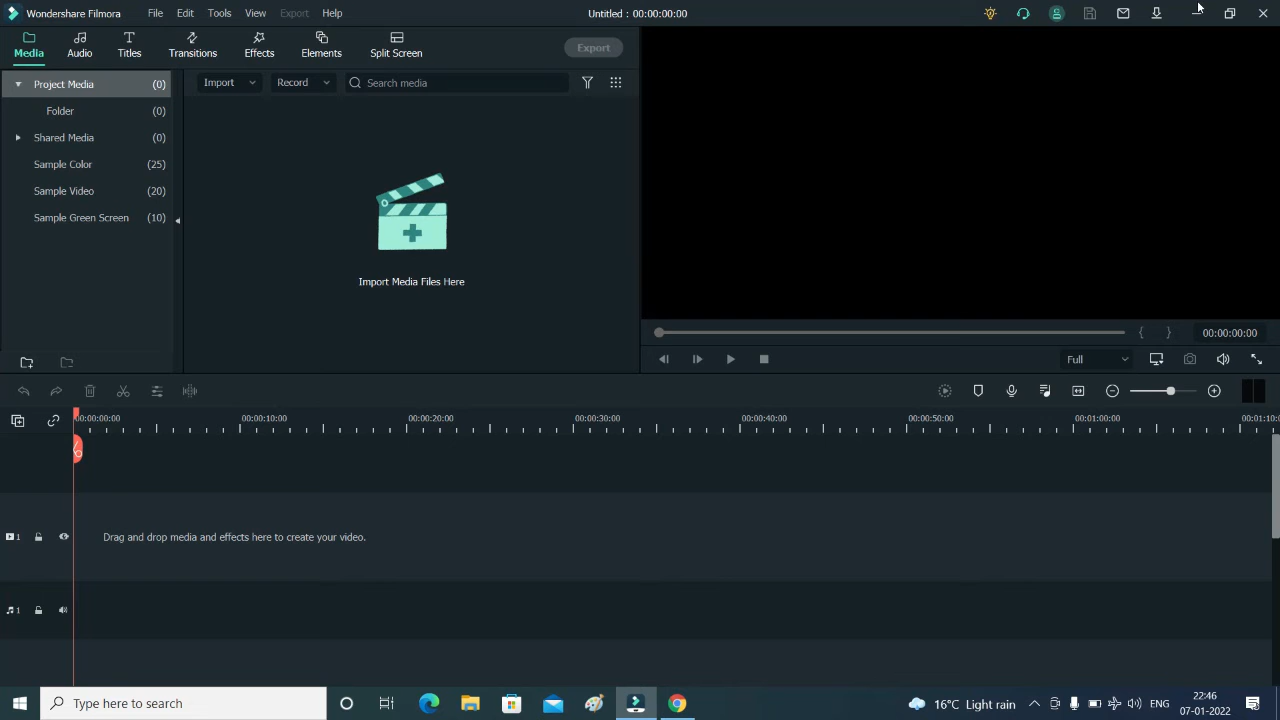 Wondershare Filmora File Edit Tools View Export Help Untitled : 00:00:00:00
Media Audio Titles Transitions Effects Elements Split Screen Export
Project Media (0)
Folder (0)
Shared Media (0)
Sample Color (25)
Sample Video (20)
Sample Green Screen (10)
Import Record Search media
Import Media Files Here
00:00:00:00
Full
00:00:00:00 00:00:10:00 00:00:20:00 00:00:30:00 00:00:40:00 00:00:50:00 00:01:00:00 00:01:10:0
1 Drag and drop media and effects here to create your video.
1
Type here to search 16°C Light rain ENG 22:46
07-01-2022